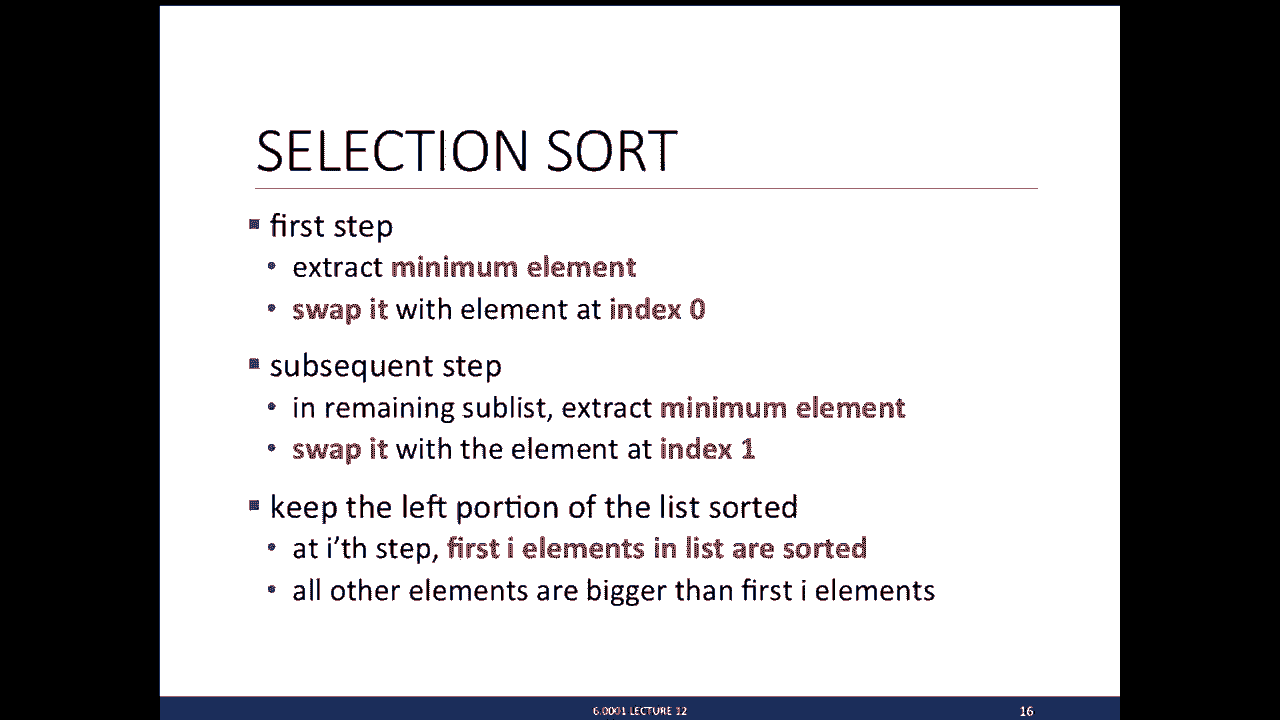 SELECTION SORT
▪ first step
• extract minimum element
• swap it with element at index 0
▪ subsequent step
• in remaining sublist, extract minimum element
• swap it with the element at index 1
▪ keep the left portion of the list sorted
• at i'th step, first i elements in list are sorted
• all other elements are bigger than first i elements
6.0001 LECTURE 12
16